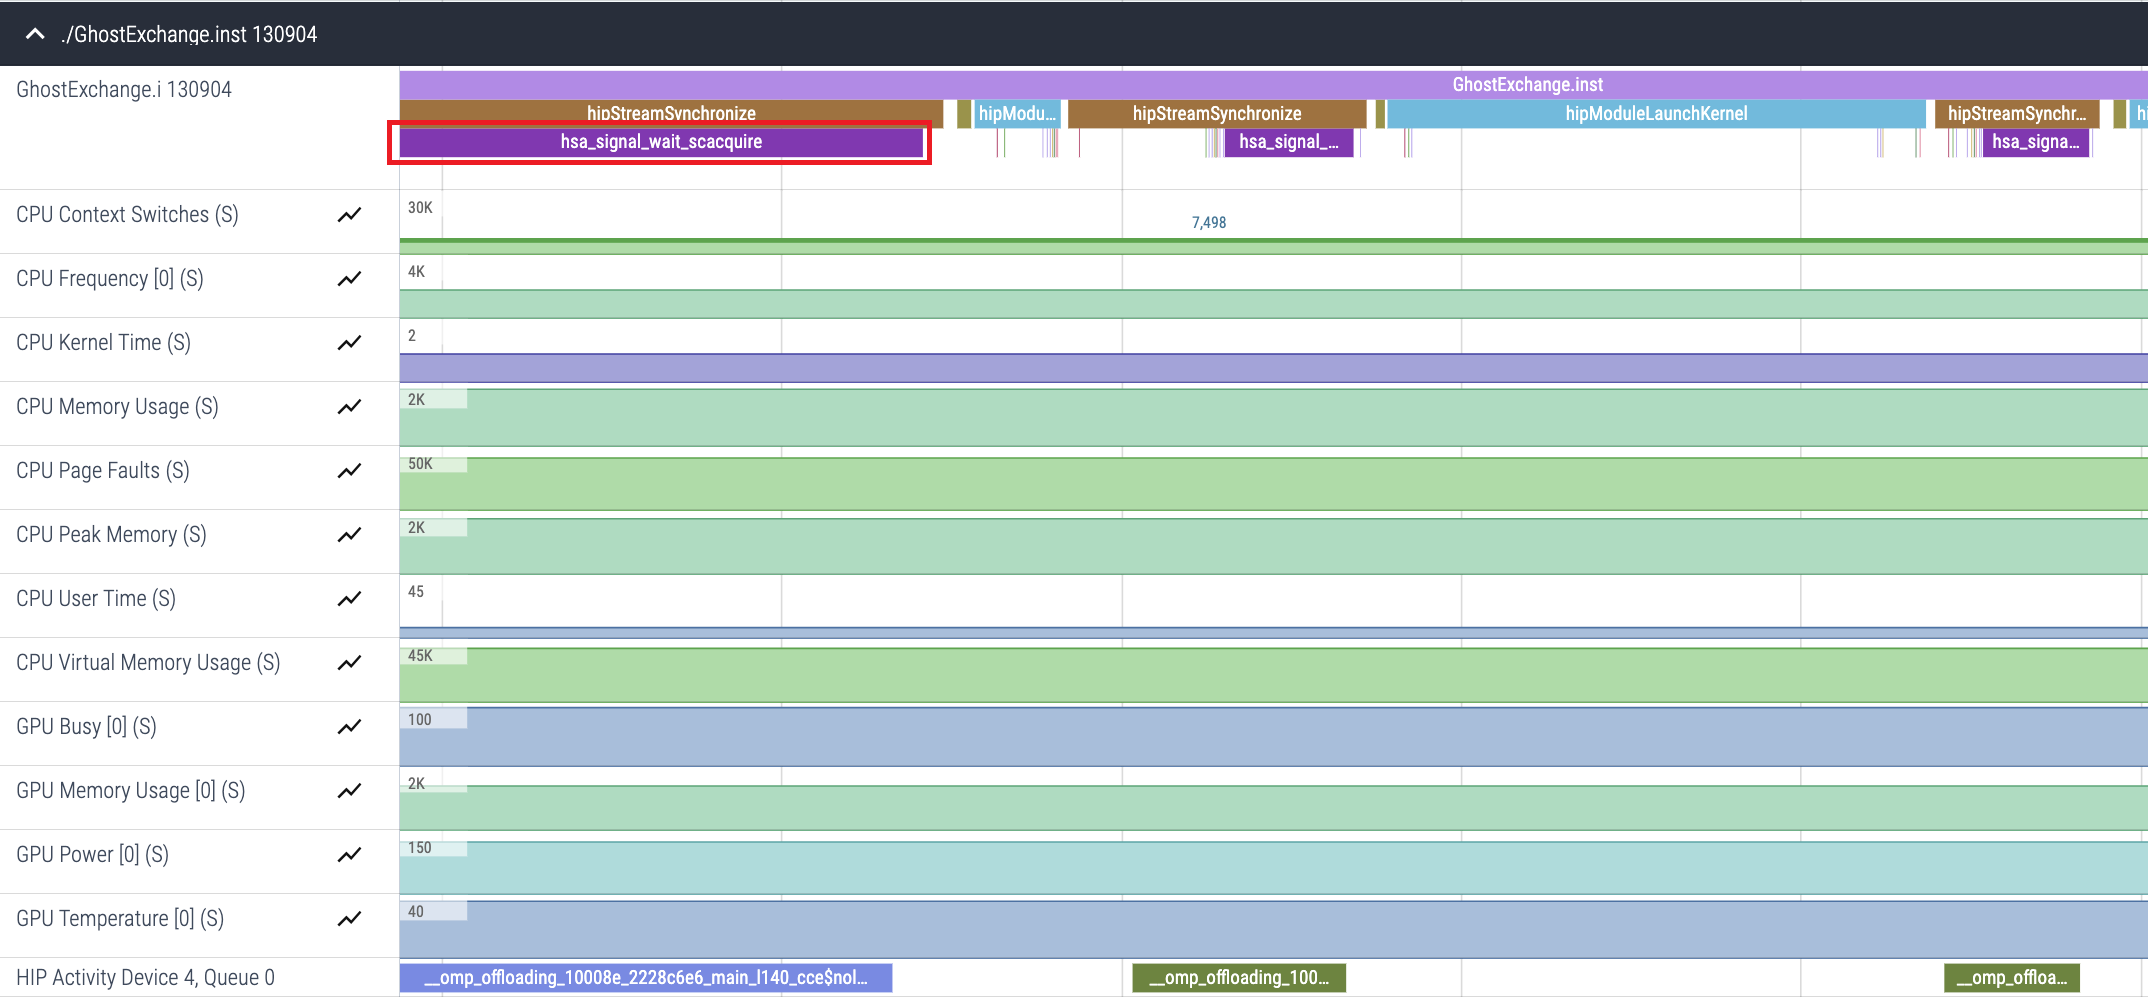 ./GhostExchange.inst 130904
GhostExchange.i 130904
GhostExchange.inst
hipStreamSynchronize hipModu... hipStreamSynchronize hipModuleLaunchKernel hipStreamSynchr... hi
hsa_signal_wait_scacquire hsa_signal_... hsa_signa...
CPU Context Switches (S) 30K 7,498
CPU Frequency [0] (S) 4K
CPU Kernel Time (S) 2
CPU Memory Usage (S) 2K
CPU Page Faults (S) 50K
CPU Peak Memory (S) 2K
CPU User Time (S) 45
CPU Virtual Memory Usage (S) 45K
GPU Busy [0] (S) 100
GPU Memory Usage [0] (S) 2K
GPU Power [0] (S) 150
GPU Temperature [0] (S) 40
HIP Activity Device 4, Queue 0 __omp_offloading_10008e_2228c6e6_main_l140_cce$nol... __omp_offloading_100... __omp_offloa...